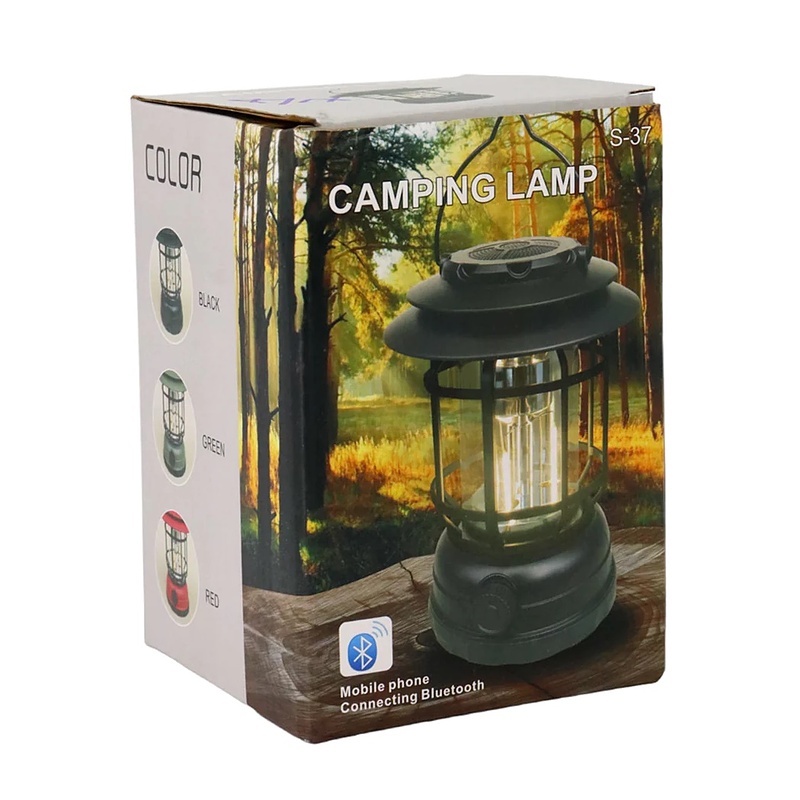 COLOR
BLACK
GREEN
RED
S-37
CAMPING LAMP
Mobile phone
Connecting Bluetooth